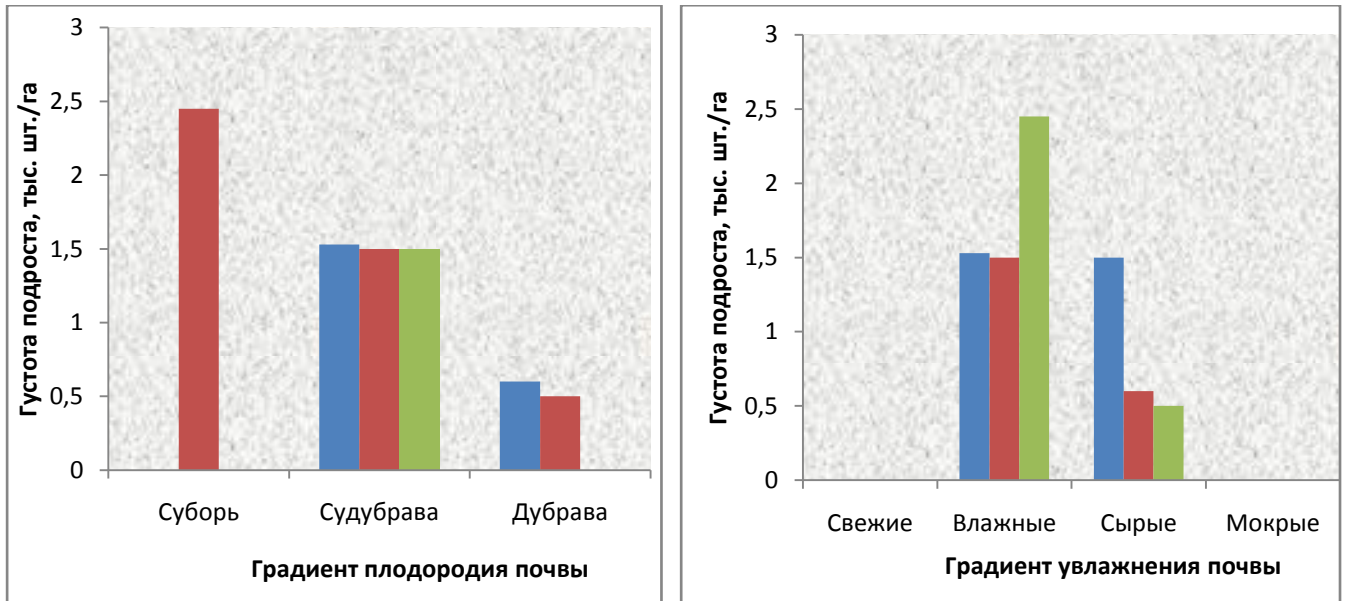 Густота подроста, тыс. шт./га
3
2,5
2
1,5
1
0,5
0
Суборь Судубрава Дубрава
Градиент плодородия почвы
Густота подроста, тыс. шт./га
3
2,5
2
1,5
1
0,5
0
Свежие Влажные Сырые Мокрые
Градиент увлажнения почвы